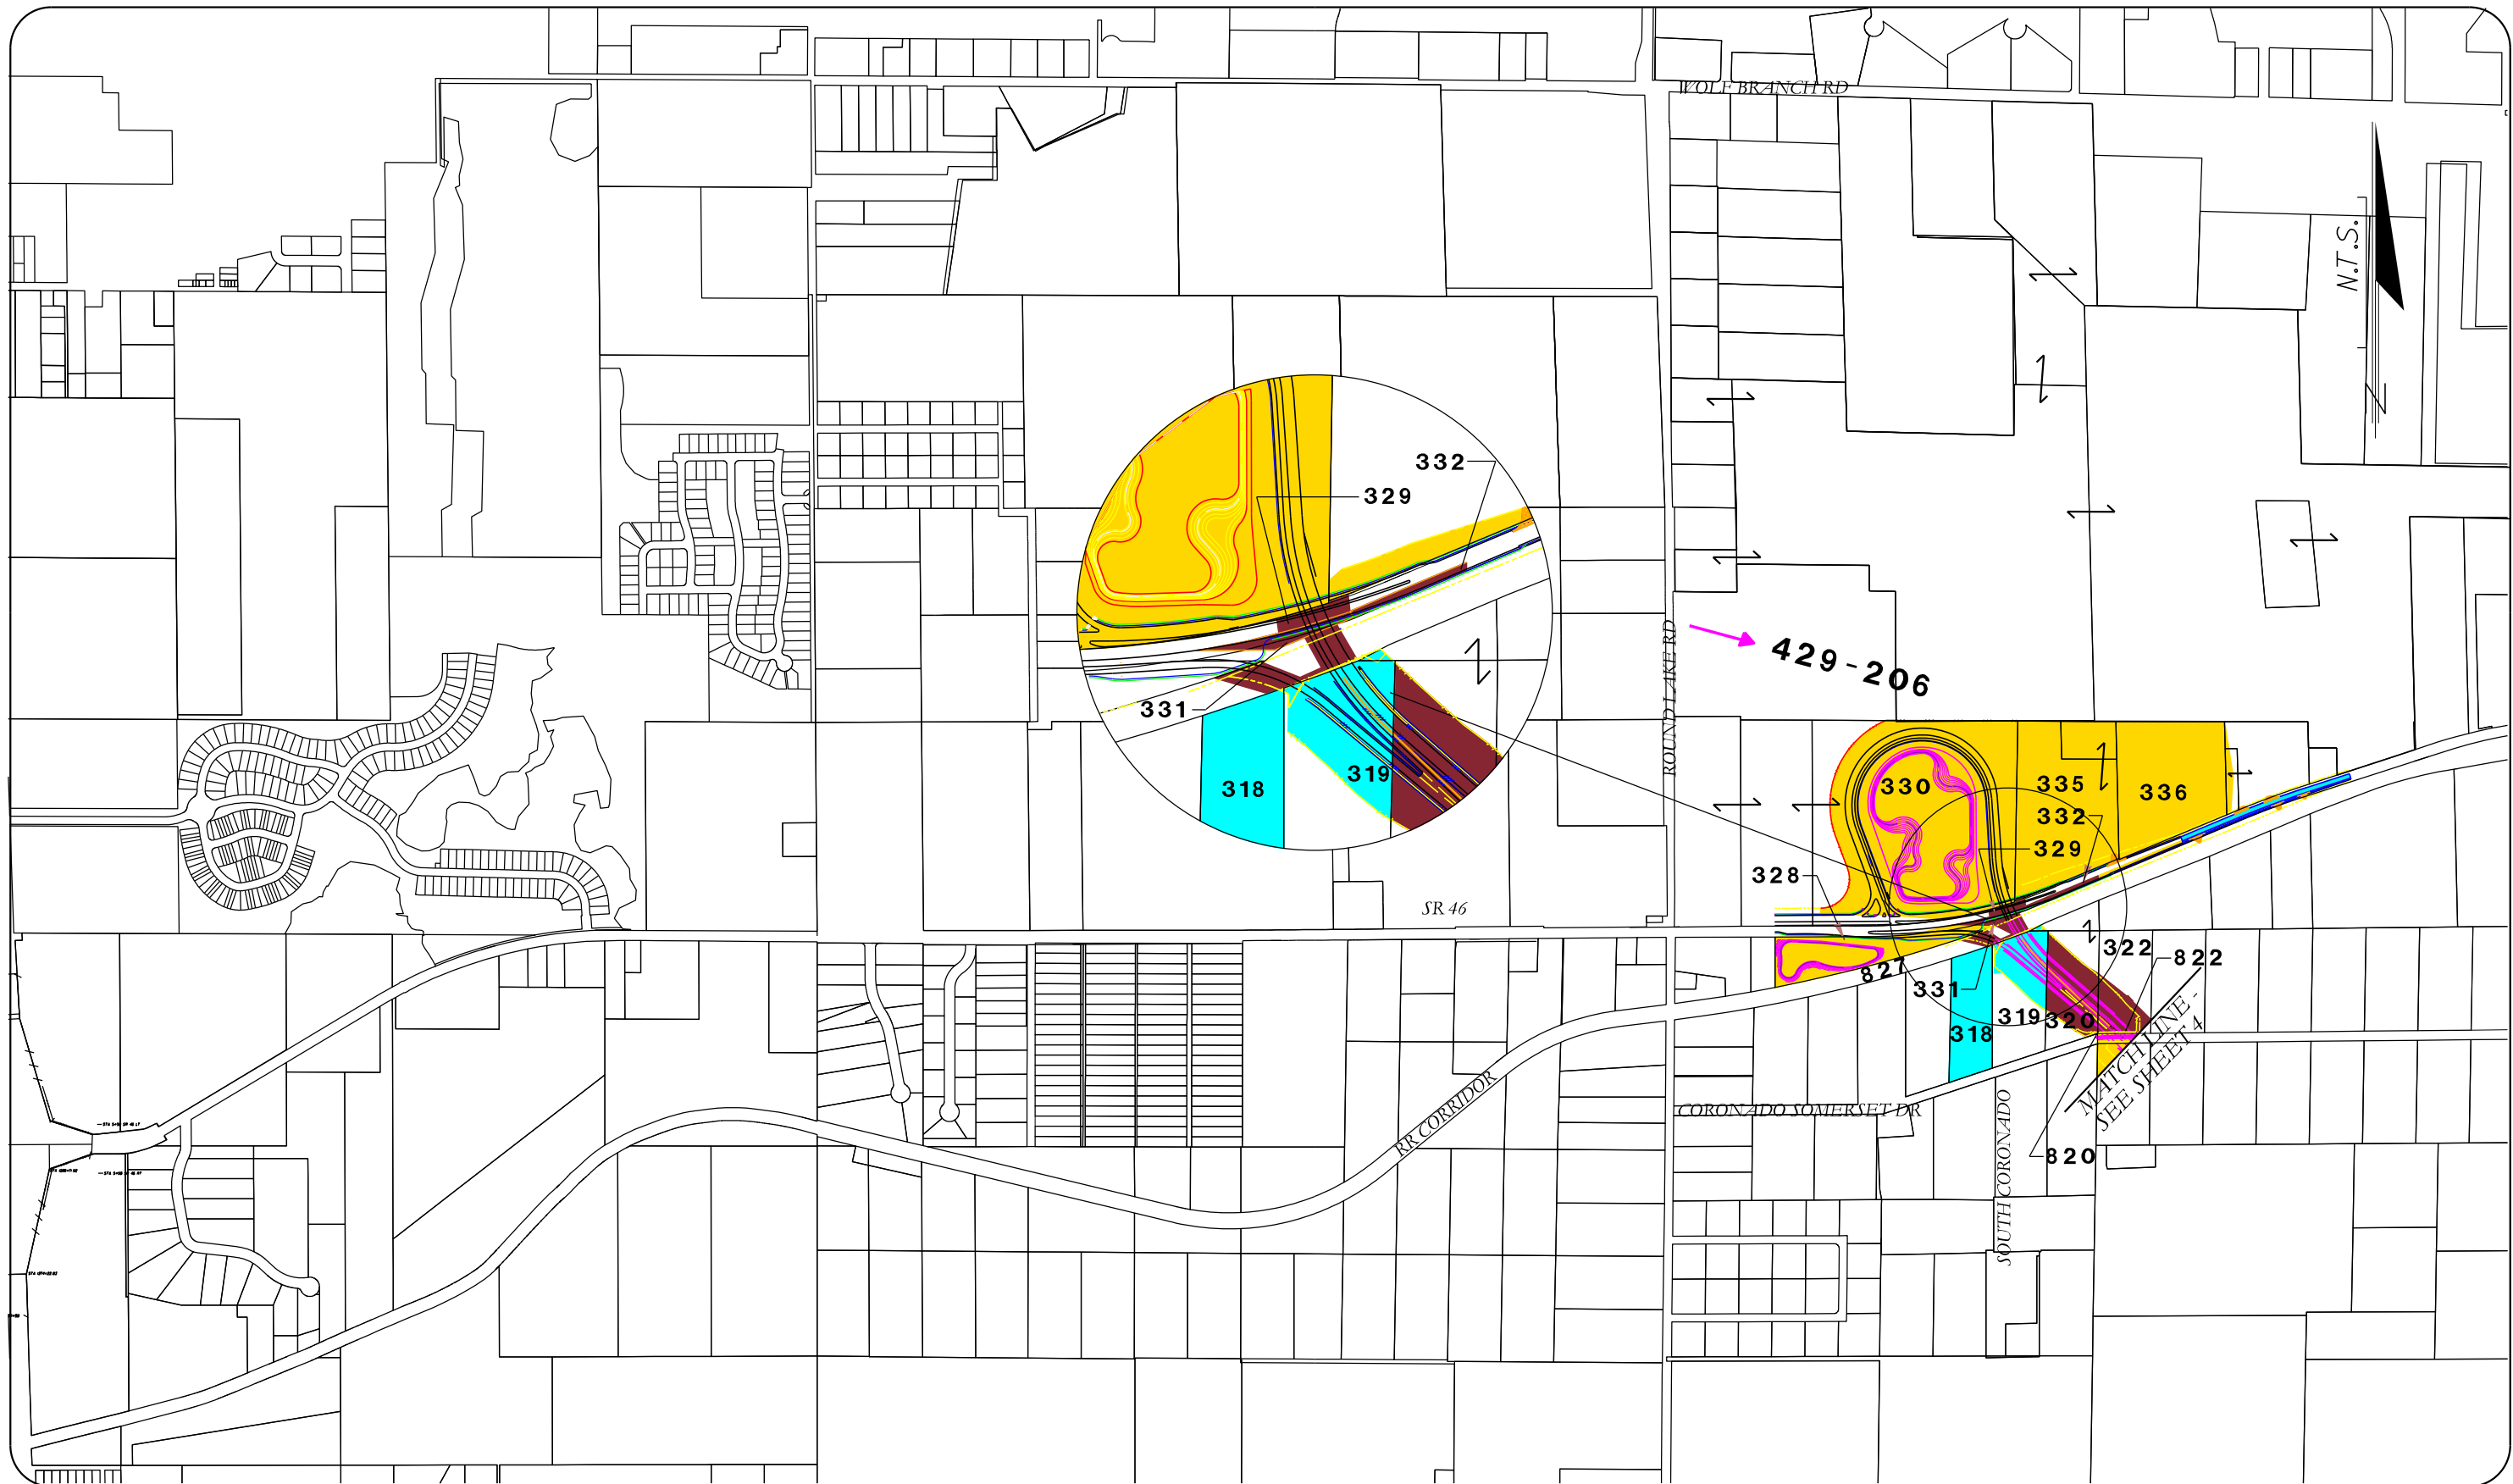 WOLF BRANCH RD
N.T.S.
332
329
331
318
319
ROUND LAKE RD
429-206
330
335
336
332
329
328
SR 46
827
322
822
331
318
319
320
MATCH LINE -
SEE SHEET 4
RR CORRIDOR
CORONADO SOMERSET DR
SOUTH CORONADO
820